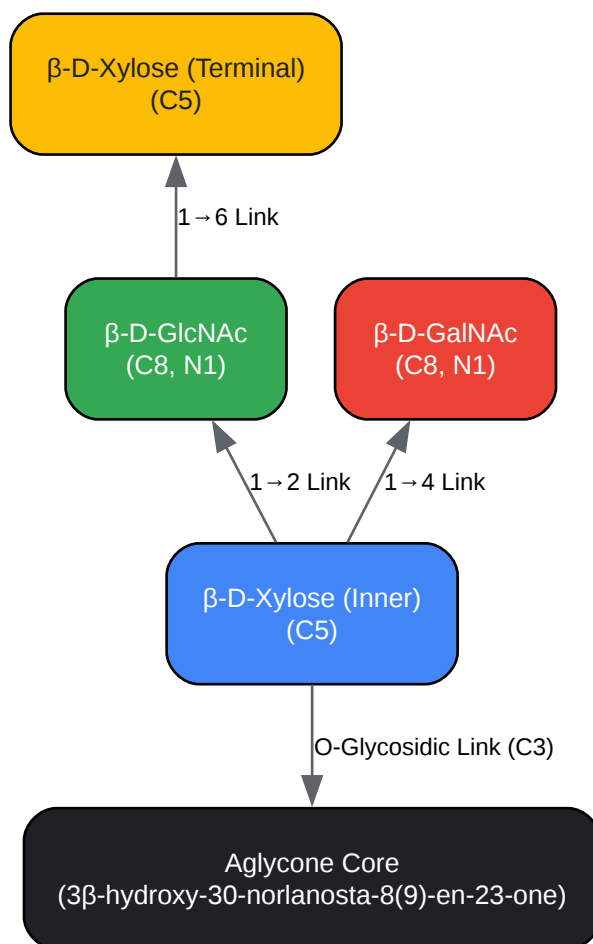 β-D-Xylose (Terminal)
(C5)
1→6 Link
β-D-GlcNAc
(C8, N1)
β-D-GalNAc
(C8, N1)
1→2 Link
1→4 Link
β-D-Xylose (Inner)
(C5)
O-Glycosidic Link (C3)
Aglycone Core
(3β-hydroxy-30-norlanosta-8(9)-en-23-one)